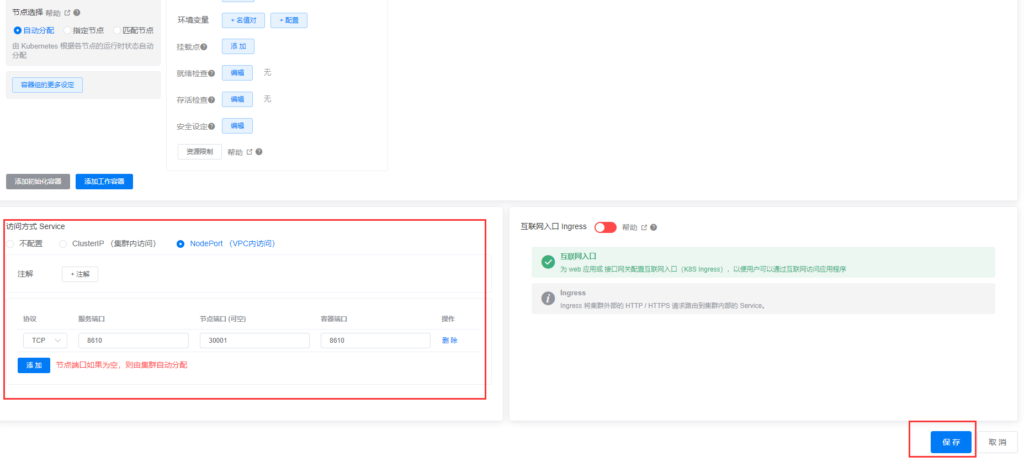 节点选择 帮助
自动分配 指定节点 匹配节点
由 Kubernetes 根据各节点的运行时状态自动
分配
容器组的更多设定
环境变量 + 名值对 + 配置
挂载点 添 加
就绪检查 编辑 无
存活检查 编辑 无
安全设定 编辑
资源限制 帮助
添加初始化容器 添加工作容器
访问方式 Service
不配置 ClusterIP （集群内访问） NodePort （VPC内访问）
注解 + 注解
协议 服务端口 节点端口 (可空) 容器端口 操作
TCP 8610 30001 8610 删 除
添 加 节点端口如果为空，则由集群自动分配
互联网入口 Ingress 帮助
互联网入口
为 web 应用或 接口网关配置互联网入口（K8S Ingress），以便用户可以通过互联网访问应用程序
Ingress
Ingress 将集群外部的 HTTP / HTTPS 请求路由到集群内部的 Service。
保 存 取 消